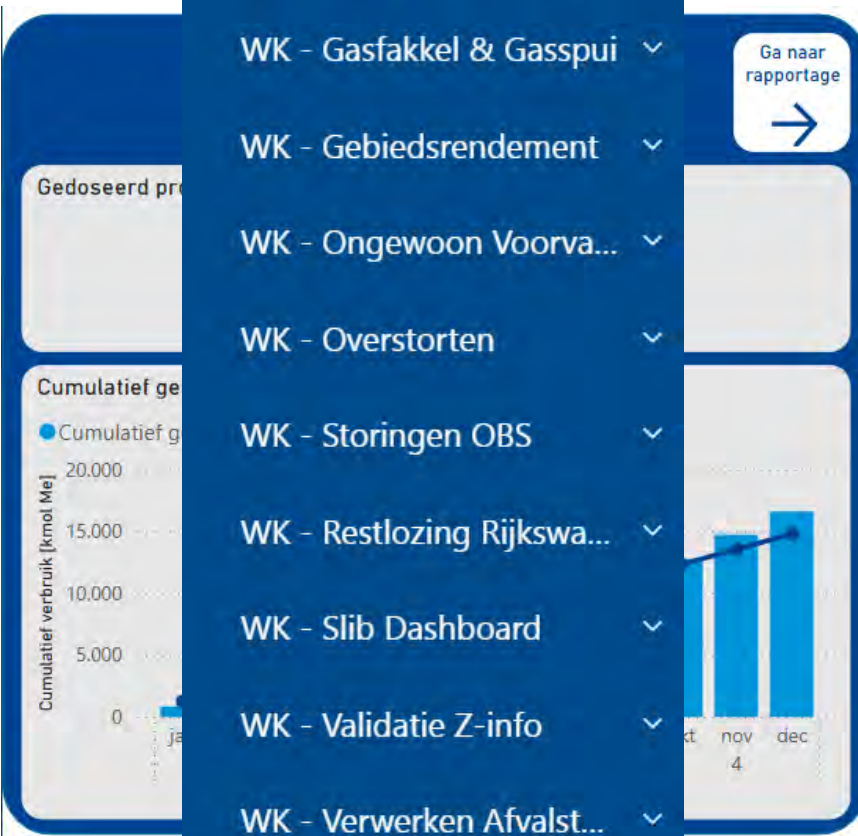 WK - Gasfakkel & Gasspui
Ga naar
rapportage
WK - Gebiedsrendement
Gedoseerd pro
WK - Ongewoon Voorva...
WK - Overstorten
Cumulatief ge
Cumulatief g
WK - Storingen OBS
WK - Restlozing Rijkswa...
WK - Slib Dashboard
WK - Validatie Z-info
WK - Verwerken Afvalst...
Cumulatief verbruik [kmol Me]
20.000
15.000
10.000
5.000
0
ja
kt
nov
dec
4